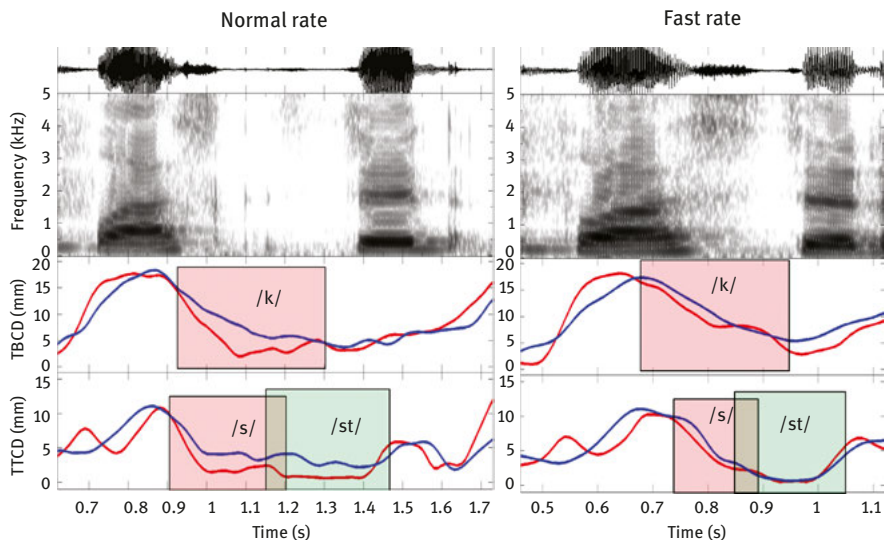 Normal rate Fast rate
Frequency (kHz)
5 5
4 4
3 3
2 2
1 1
0 0
TBCD (mm)
20 20
15 15
10 10
5 5
0 0
/k/ /k/
TTCD (mm)
15 15
10 10
5 5
0 0
/s/ /st/ /s/ /st/
0.7 0.8 0.9 1 1.1 1.2 1.3 1.4 1.5 1.6 1.7 0.5 0.6 0.7 0.8 0.9 1 1.1
Time (s) Time (s)